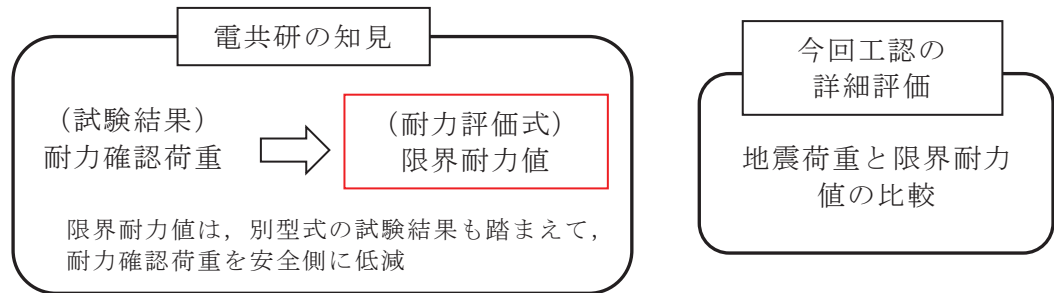 電共研の知見
（試験結果）
耐力確認荷重
（耐力評価式）
限界耐力値
限界耐力値は，別型式の試験結果も踏まえて，
耐力確認荷重を安全側に低減
今回工認の
詳細評価
地震荷重と限界耐力
値の比較